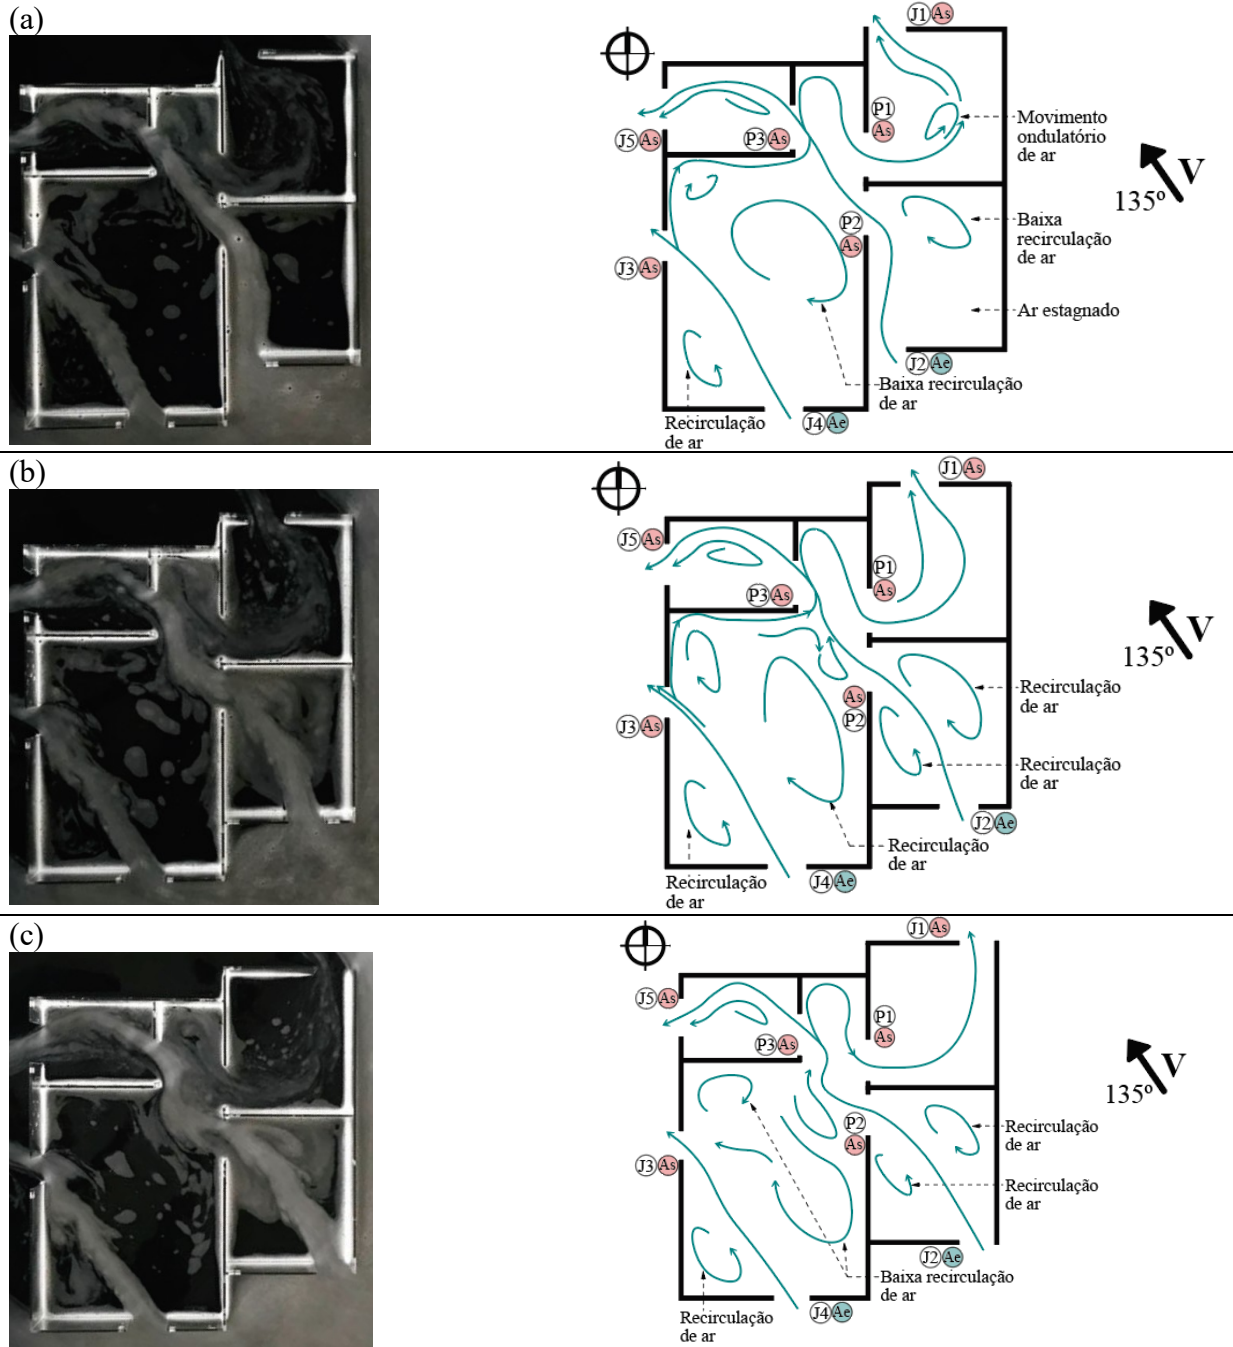 (a)
J1 As
P1
As
Movimento
ondulatório
de ar
J5 As
P3 As
V
135º
P2
As
Baixa
recirculação
de ar
J3 As
Ar estagnado
J2 Ae
Baixa recirculação
de ar
Recirculação
de ar
J4 Ae
(b)
J1 As
J5 As
P1
As
P3 As
V
135º
As
P2
Recirculação
de ar
J3 As
Recirculação
de ar
J2 Ae
Recirculação
de ar
Recirculação
de ar
J4 Ae
(c)
J1 As
J5 As
P1
As
P3 As
V
135º
P2
As
Recirculação
de ar
J3 As
Recirculação
de ar
J2 Ae
Baixa recirculação
de ar
Recirculação
de ar
J4 Ae